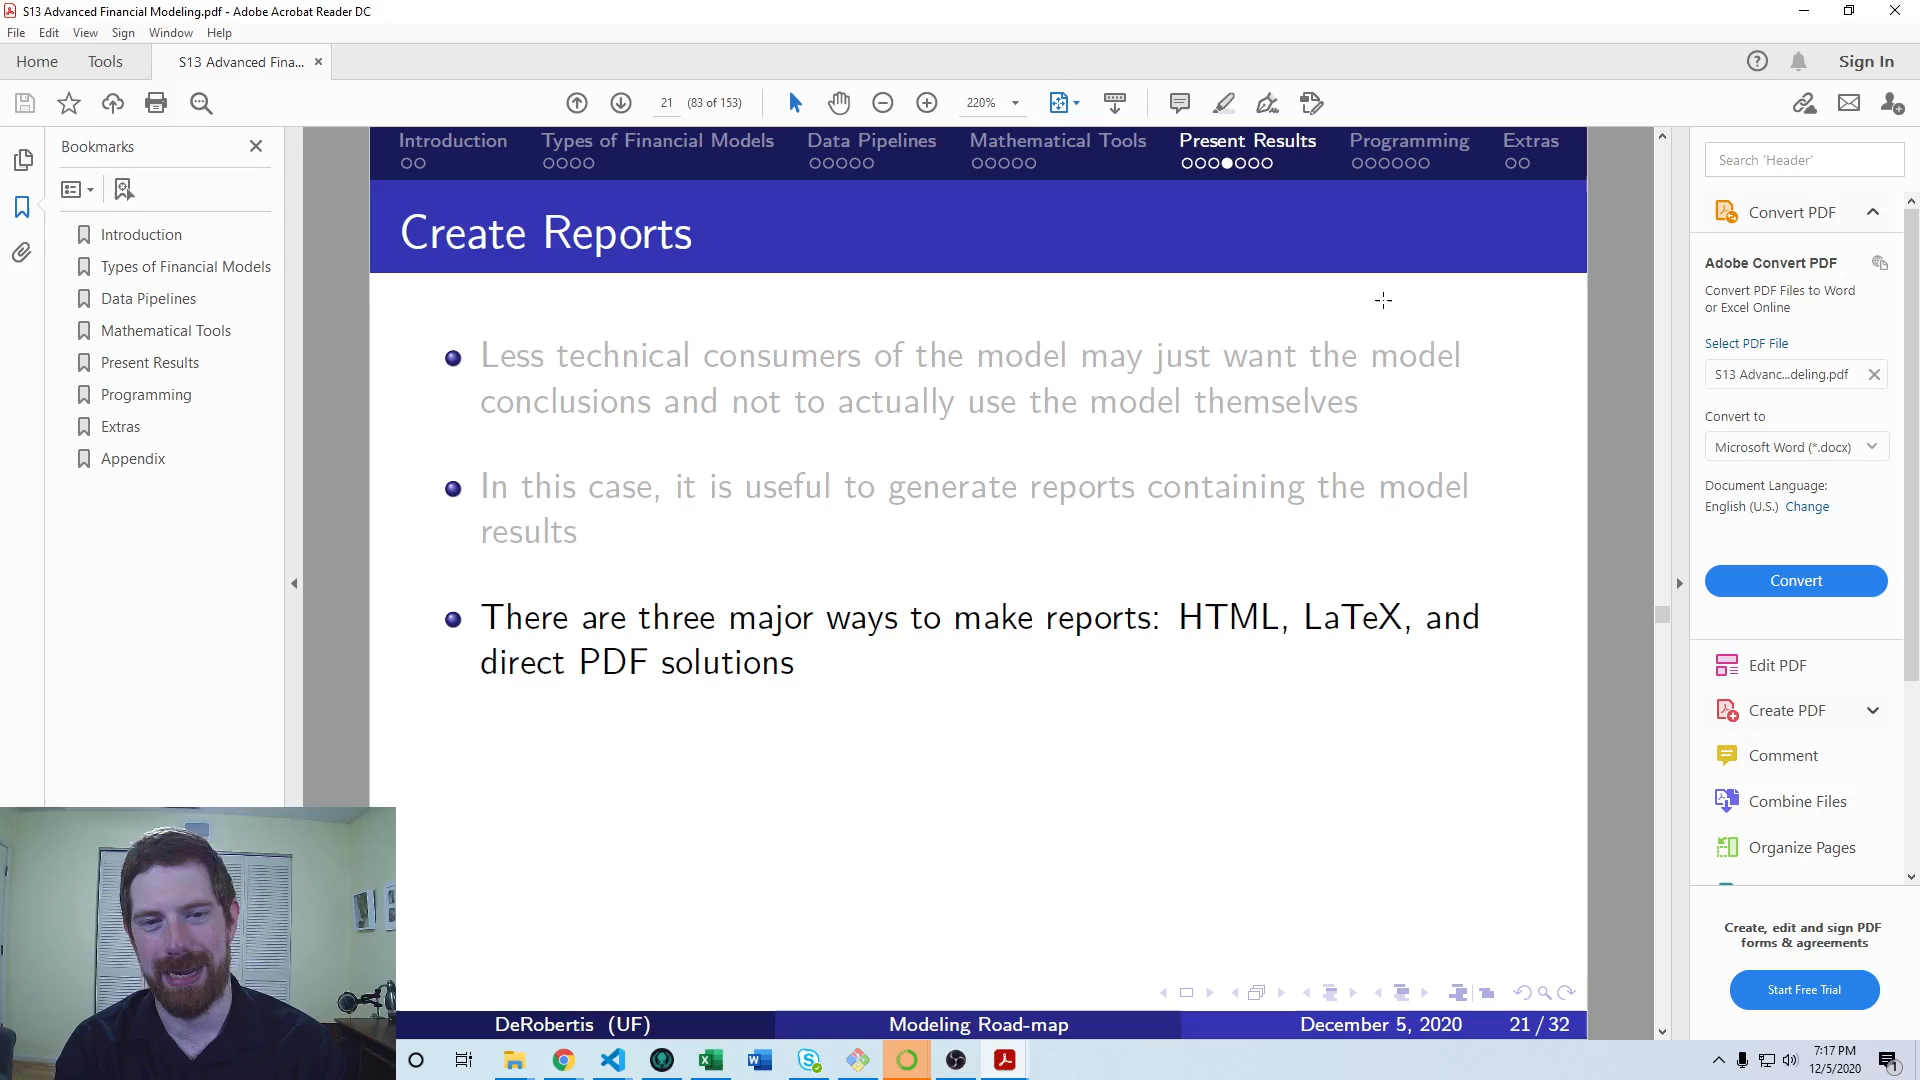 S13 Advanced Financial Modeling.pdf - Adobe Acrobat Reader DC
File Edit View Sign Window Help
Home Tools S13 Advanced Fina... × Sign In
21 (83 of 153) 220%
Bookmarks
Introduction
Types of Financial Models
Data Pipelines
Mathematical Tools
Present Results
Programming
Extras
Appendix
Introduction Types of Financial Models Data Pipelines Mathematical Tools Present Results Programming Extras
Create Reports
Less technical consumers of the model may just want the model
conclusions and not to actually use the model themselves
In this case, it is useful to generate reports containing the model
results
There are three major ways to make reports: HTML, LaTeX, and
direct PDF solutions
DeRobertis (UF) Modeling Road-map December 5, 2020 21 / 32
Search 'Header'
Convert PDF
Adobe Convert PDF
Convert PDF Files to Word
or Excel Online
Select PDF File
S13 Advanc...deling.pdf
Convert to
Microsoft Word (*.docx)
Document Language:
English (U.S.) Change
Convert
Edit PDF
Create PDF
Comment
Combine Files
Organize Pages
Create, edit and sign PDF
forms & agreements
Start Free Trial
7:17 PM
12/5/2020
1